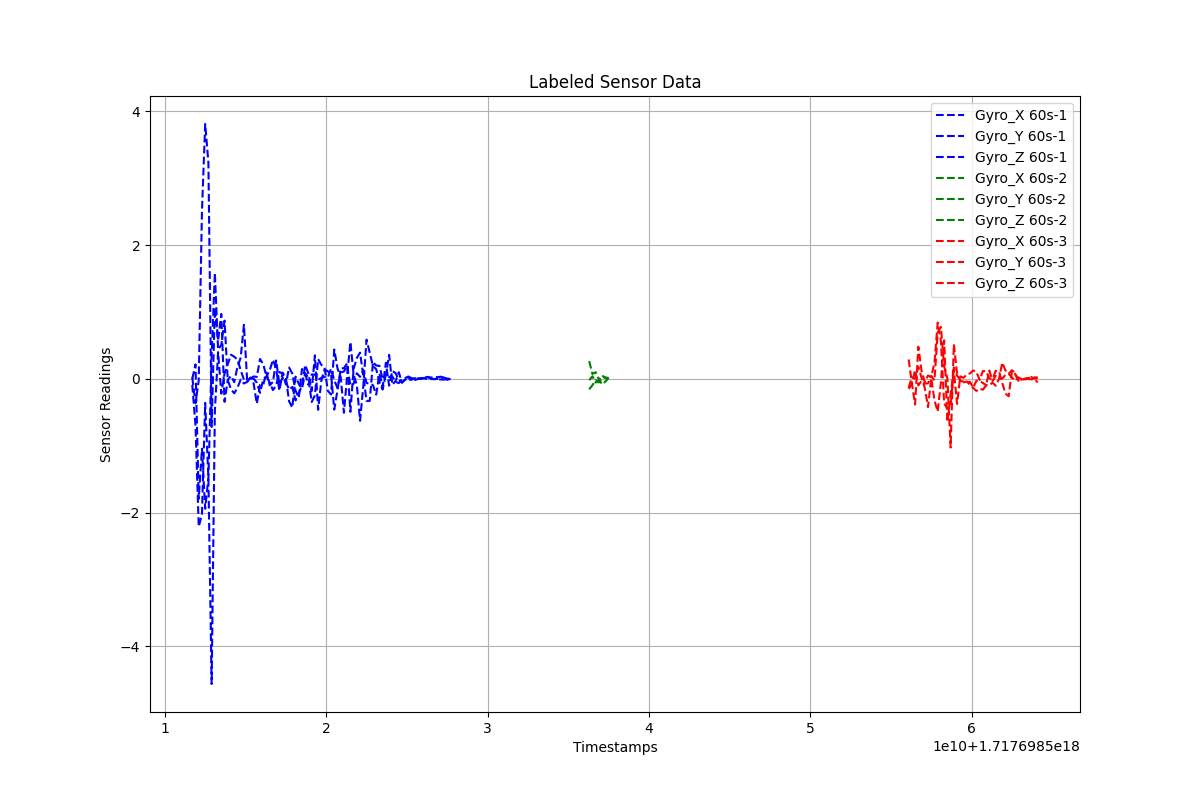 Labeled Sensor Data
Gyro_X 60s-1
Gyro_Y 60s-1
Gyro_Z 60s-1
Gyro_X 60s-2
Gyro_Y 60s-2
Gyro_Z 60s-2
Gyro_X 60s-3
Gyro_Y 60s-3
Gyro_Z 60s-3
4
2
0
−2
−4
Sensor Readings
1 2 3 4 5 6
Timestamps
1e10+1.7176985e18